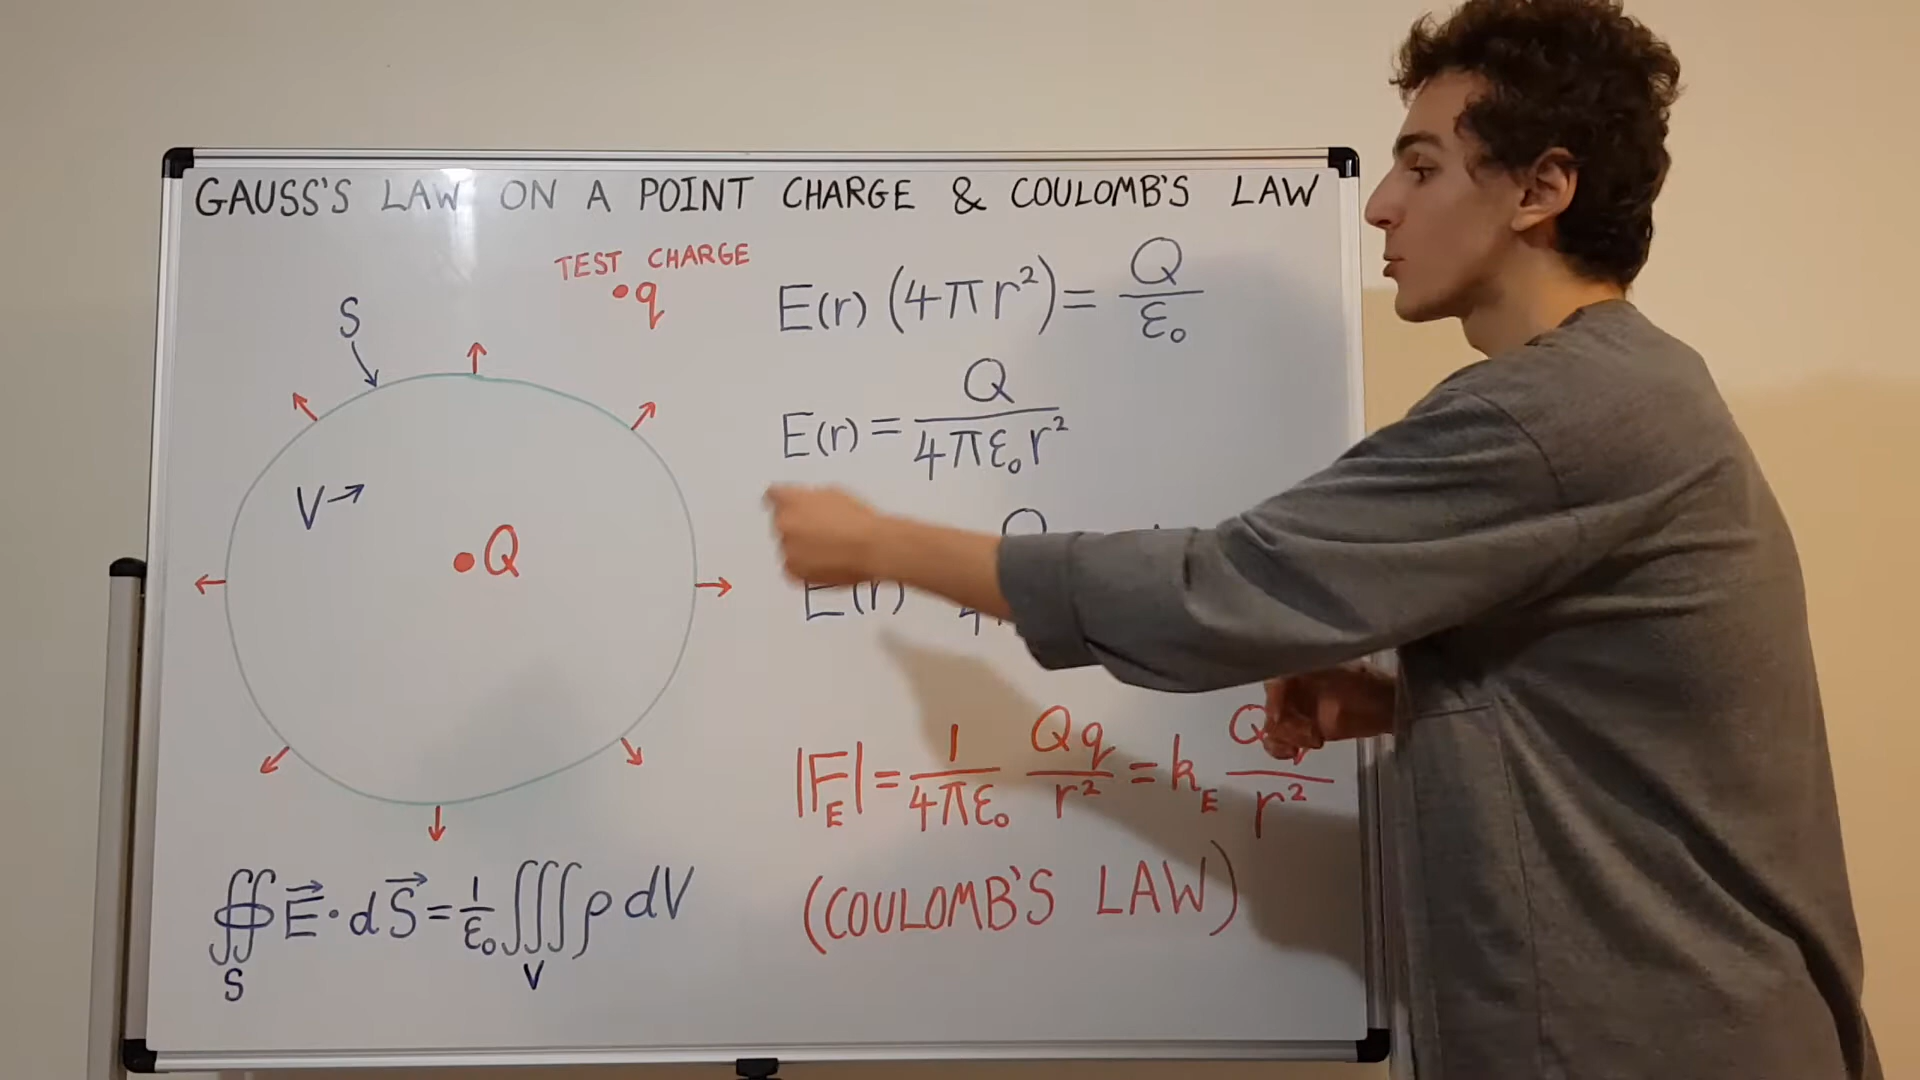 GAUSS'S LAW ON A POINT CHARGE & COULOMB'S LAW
TEST CHARGE
•q
S
V→
•Q
∯_S E⃗·dS⃗ = 1/ε₀ ∭_V ρ dV
E(r) (4πr²) = Q/ε₀
E(r) = Q/(4πε₀r²)
E(r)
|F_E| = 1/(4πε₀) Qq/r² = k_E Q /r²
(COULOMB'S LAW)